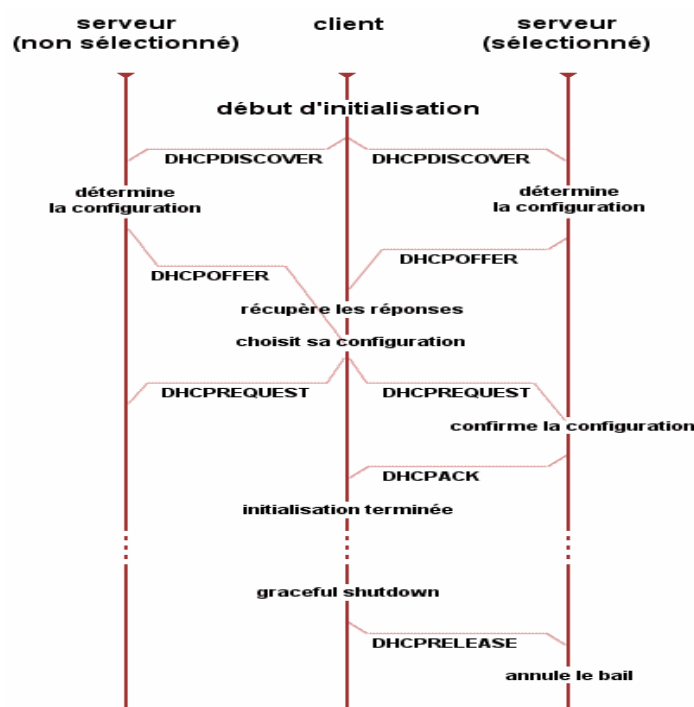 serveur
(non sélectionné)
client
serveur
(sélectionné)
début d'initialisation
DHCPDISCOVER
DHCPDISCOVER
détermine
la configuration
détermine
la configuration
DHCPOFFER
DHCPOFFER
récupère les réponses
choisit sa configuration
DHCPREQUEST
DHCPREQUEST
confirme la configuration
DHCPACK
initialisation terminée
graceful shutdown
DHCPRELEASE
annule le bail